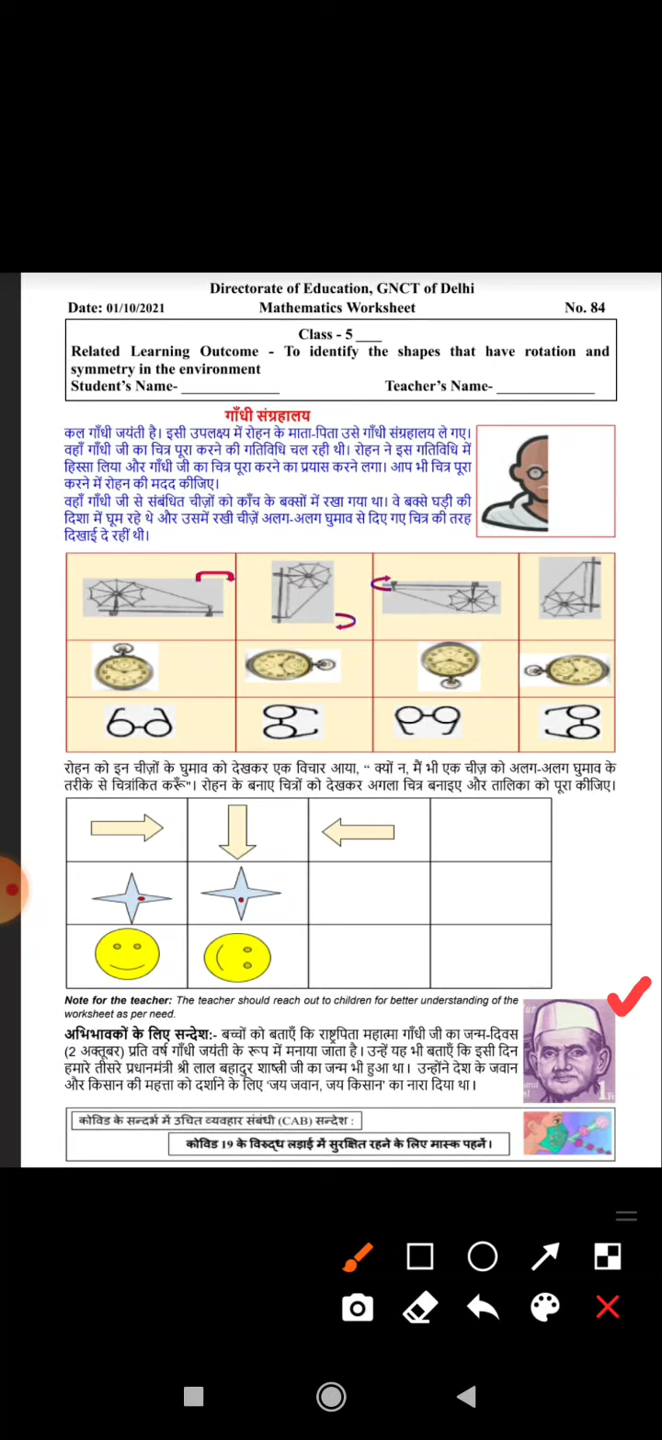 Directorate of Education, GNCT of Delhi
Date: 01/10/2021 Mathematics Worksheet No. 84
Class - 5 ____
Related Learning Outcome - To identify the shapes that have rotation and
symmetry in the environment
Student's Name- ______________ Teacher's Name- ______________
गाँधी संग्रहालय
कल गाँधी जयंती है। इसी उपलक्ष्य में रोहन के माता-पिता उसे गाँधी संग्रहालय ले गए।
वहाँ गाँधी जी का चित्र पूरा करने की गतिविधि चल रही थी। रोहन ने इस गतिविधि में
हिस्सा लिया और गाँधी जी का चित्र पूरा करने का प्रयास करने लगा। आप भी चित्र पूरा
करने में रोहन की मदद कीजिए।
वहाँ गाँधी जी से संबंधित चीज़ों को काँच के बक्सों में रखा गया था। वे बक्से घड़ी की
दिशा में घूम रहे थे और उसमें रखी चीज़ें अलग-अलग घुमाव से दिए गए चित्र की तरह
दिखाई दे रहीं थी।
रोहन को इन चीज़ों के घुमाव को देखकर एक विचार आया, “ क्यों न, मैं भी एक चीज़ को अलग-अलग घुमाव के
तरीके से चित्रांकित करूँ”। रोहन के बनाए चित्रों को देखकर अगला चित्र बनाइए और तालिका को पूरा कीजिए।
Note for the teacher: The teacher should reach out to children for better understanding of the
worksheet as per need.
अभिभावकों के लिए सन्देश:- बच्चों को बताएँ कि राष्ट्रपिता महात्मा गाँधी जी का जन्म-दिवस
(2 अक्तूबर) प्रति वर्ष गाँधी जयंती के रूप में मनाया जाता है। उन्हें यह भी बताएँ कि इसी दिन
हमारे तीसरे प्रधानमंत्री श्री लाल बहादुर शाष्त्री जी का जन्म भी हुआ था। उन्होंने देश के जवान
और किसान की महत्ता को दर्शाने के लिए ‘जय जवान, जय किसान’ का नारा दिया था।
कोविड के सन्दर्भ में उचित व्यवहार संबंधी (CAB) सन्देश :
कोविड 19 के विरुद्ध लड़ाई में सुरक्षित रहने के लिए मास्क पहनें।